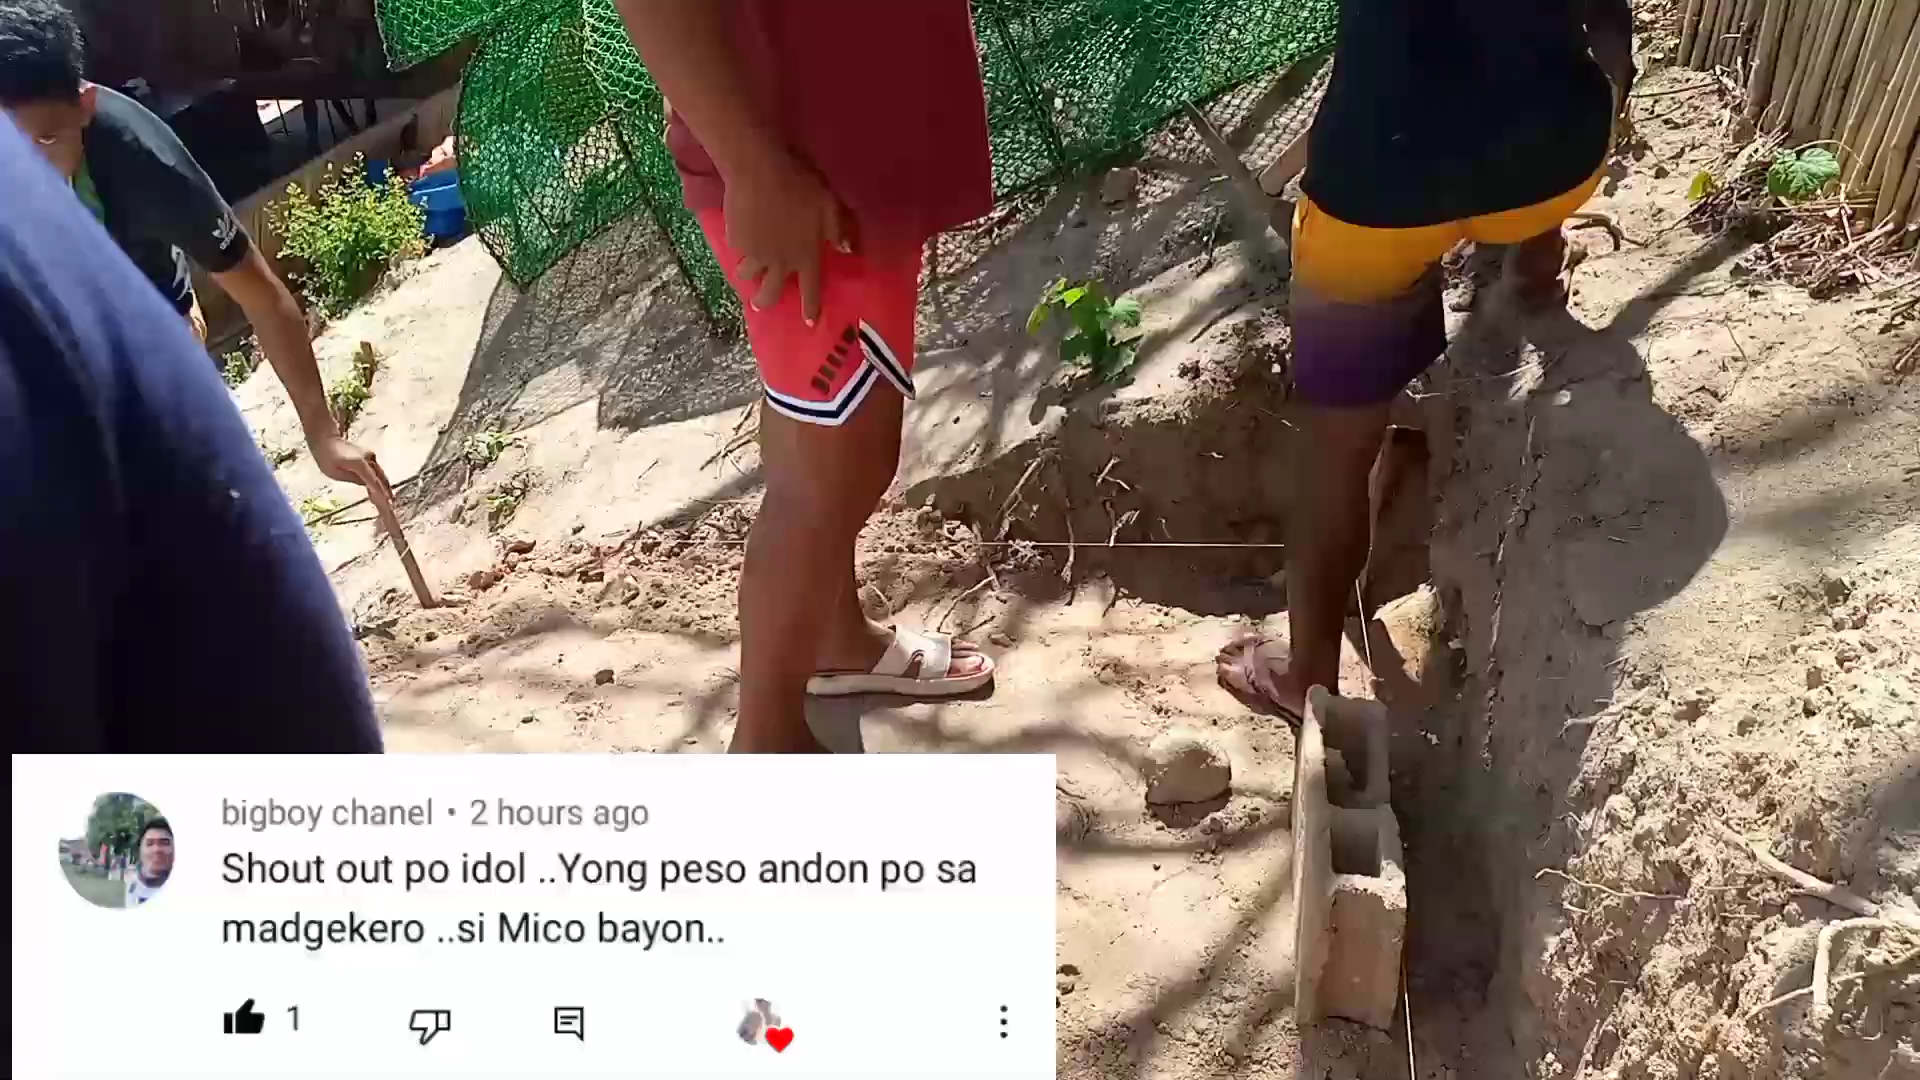 bigboy chanel • 2 hours ago
Shout out po idol ..Yong peso andon po sa
madgekero ..si Mico bayon..
1
adidas